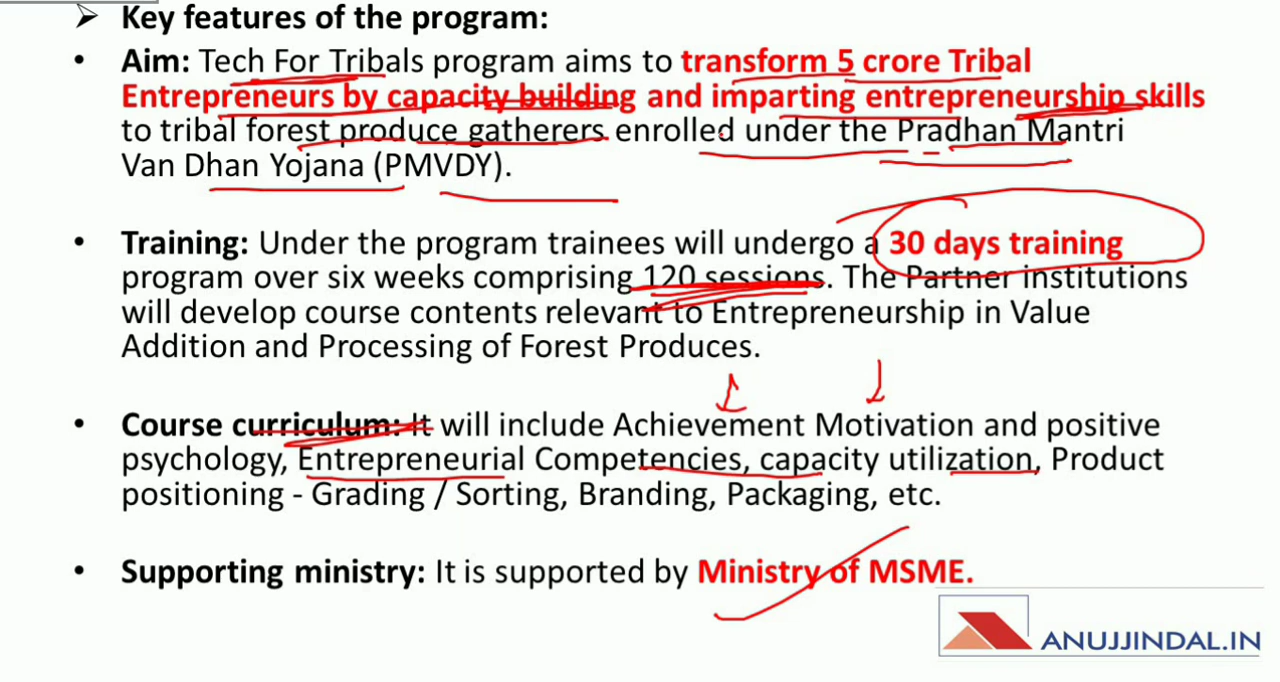 ➢ Key features of the program:
• Aim: Tech For Tribals program aims to transform 5 crore Tribal
Entrepreneurs by capacity building and imparting entrepreneurship skills
to tribal forest produce gatherers enrolled under the Pradhan Mantri
Van Dhan Yojana (PMVDY).
• Training: Under the program trainees will undergo a 30 days training
program over six weeks comprising 120 sessions. The Partner institutions
will develop course contents relevant to Entrepreneurship in Value
Addition and Processing of Forest Produces.
• Course curriculum: It will include Achievement Motivation and positive
psychology, Entrepreneurial Competencies, capacity utilization, Product
positioning - Grading / Sorting, Branding, Packaging, etc.
• Supporting ministry: It is supported by Ministry of MSME.
ANUJJINDAL.IN